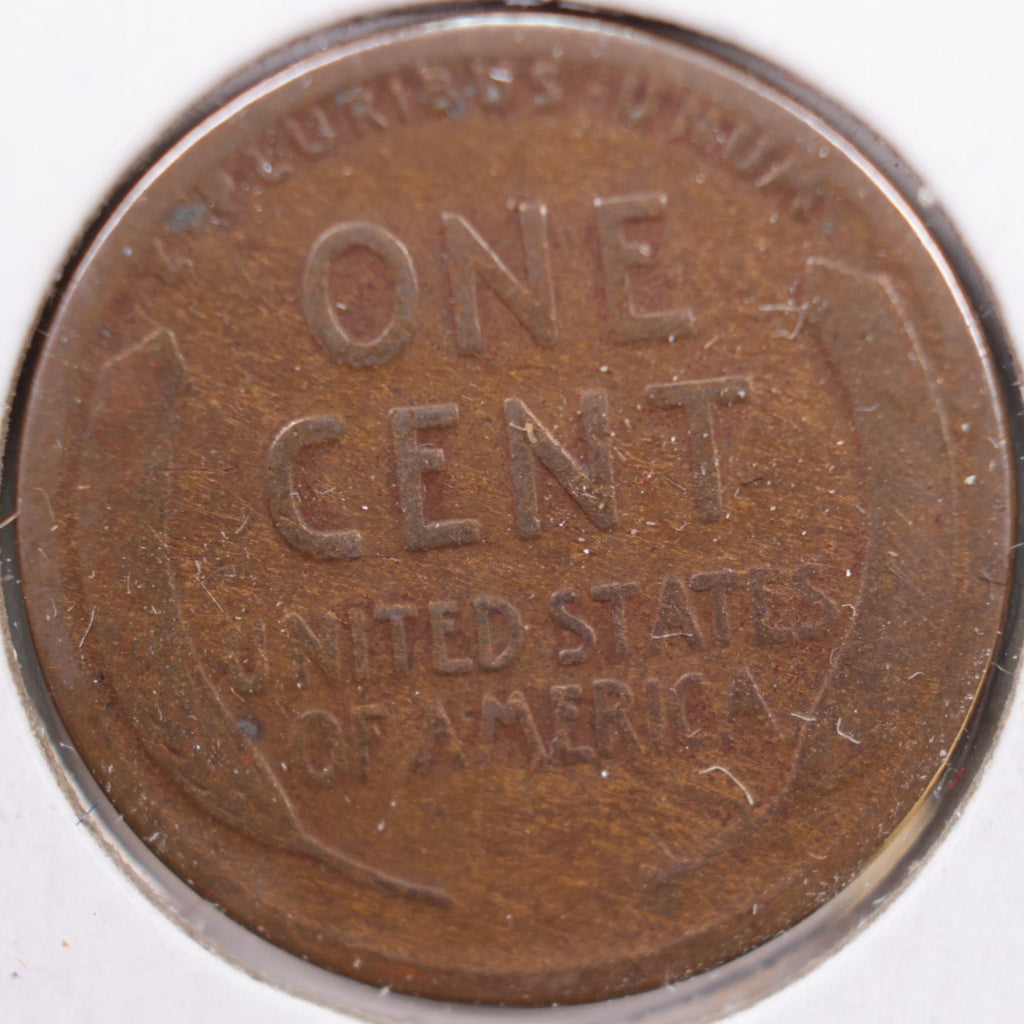 E PLURIBUS · UNUM
ONE
CENT
UNITED STATES
OF AMERICA